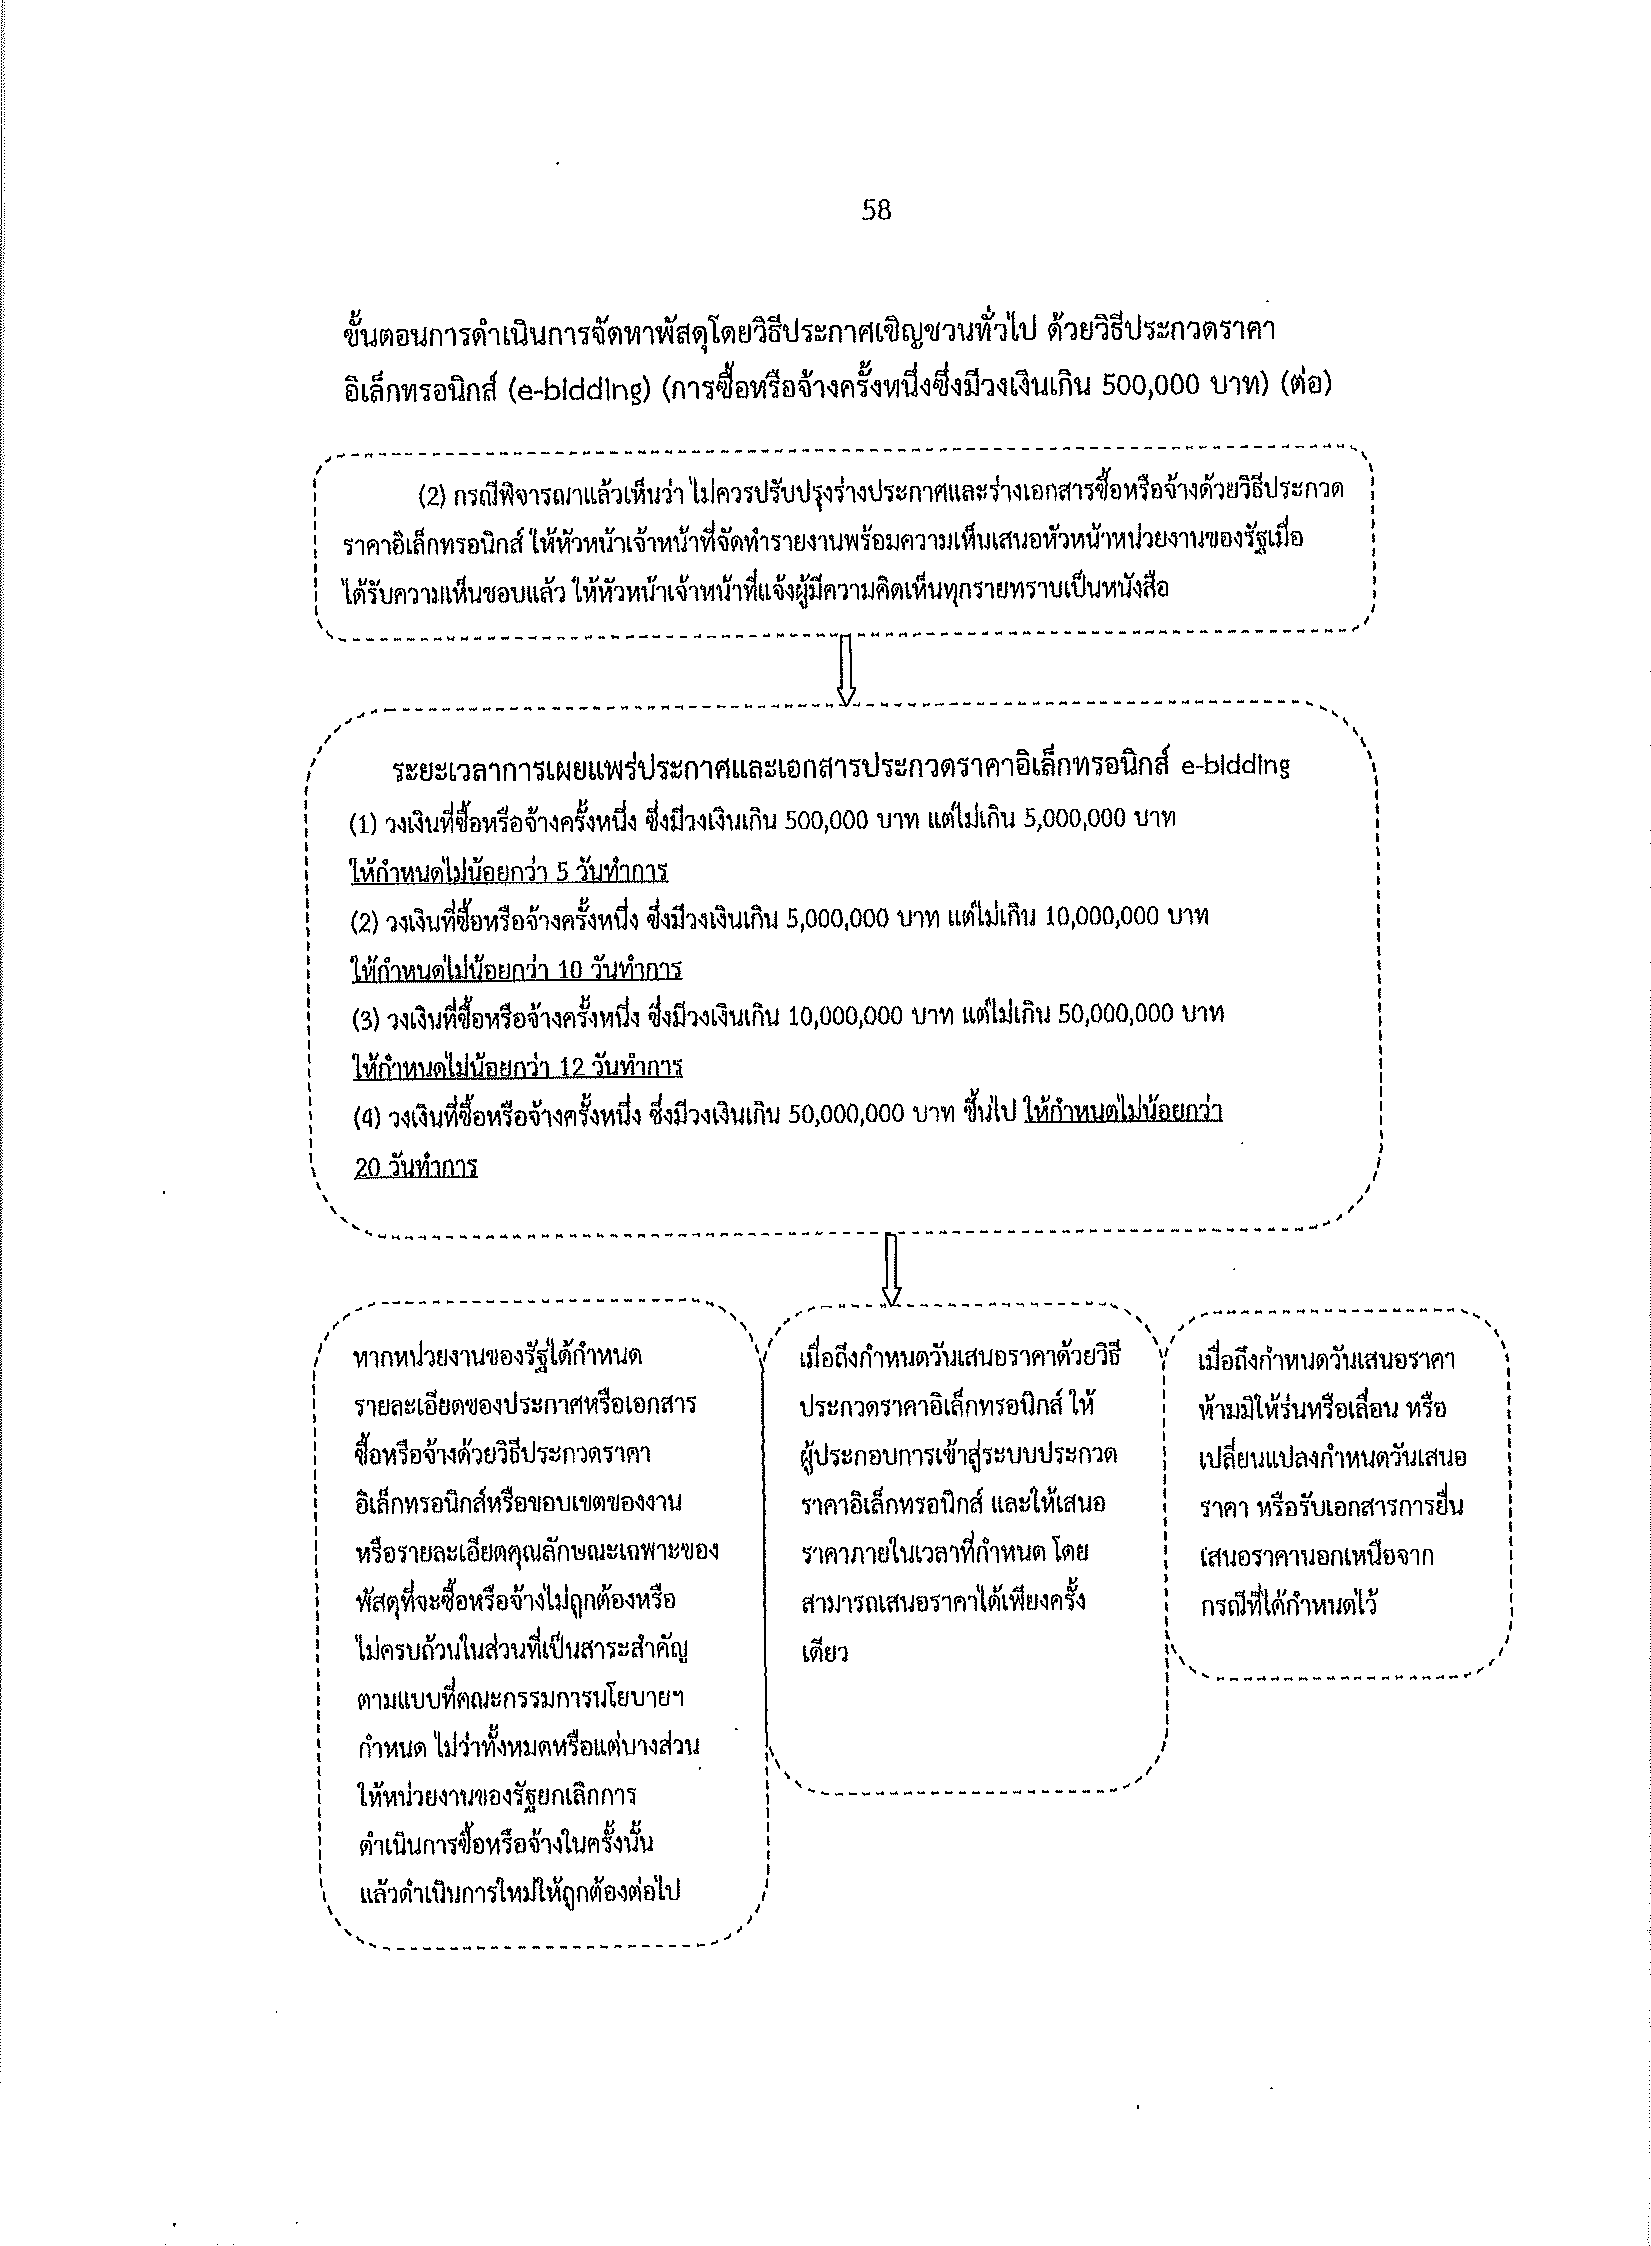 58
ขั้นตอนการดำเนินการจัดหาพัสดุโดยวิธีประกาศเชิญชวนทั่วไป ด้วยวิธีประกวดราคา
อิเล็กทรอนิกส์ (e-bidding) (การซื้อหรือจ้างครั้งหนึ่งซึ่งมีวงเงินเกิน 500,000 บาท) (ต่อ)
(2) กรณีพิจารณาแล้วเห็นว่า ไม่ควรปรับปรุงร่างประกาศและร่างเอกสารซื้อหรือจ้างด้วยวิธีประกวด
ราคาอิเล็กทรอนิกส์ ให้หัวหน้าเจ้าหน้าที่จัดทำรายงานพร้อมความเห็นเสนอหัวหน้าหน่วยงานของรัฐเมื่อ
ได้รับความเห็นชอบแล้ว ให้หัวหน้าเจ้าหน้าที่แจ้งผู้มีความคิดเห็นทุกรายทราบเป็นหนังสือ
ระยะเวลาการเผยแพร่ประกาศและเอกสารประกวดราคาอิเล็กทรอนิกส์ e-bidding
(1) วงเงินที่ซื้อหรือจ้างครั้งหนึ่ง ซึ่งมีวงเงินเกิน 500,000 บาท แต่ไม่เกิน 5,000,000 บาท
ให้กำหนดไม่น้อยกว่า 5 วันทำการ
(2) วงเงินที่ซื้อหรือจ้างครั้งหนึ่ง ซึ่งมีวงเงินเกิน 5,000,000 บาท แต่ไม่เกิน 10,000,000 บาท
ให้กำหนดไม่น้อยกว่า 10 วันทำการ
(3) วงเงินที่ซื้อหรือจ้างครั้งหนึ่ง ซึ่งมีวงเงินเกิน 10,000,000 บาท แต่ไม่เกิน 50,000,000 บาท
ให้กำหนดไม่น้อยกว่า 12 วันทำการ
(4) วงเงินที่ซื้อหรือจ้างครั้งหนึ่ง ซึ่งมีวงเงินเกิน 50,000,000 บาท ขึ้นไป ให้กำหนดไม่น้อยกว่า
20 วันทำการ
หากหน่วยงานของรัฐได้กำหนด
รายละเอียดของประกาศหรือเอกสาร
ซื้อหรือจ้างด้วยวิธีประกวดราคา
อิเล็กทรอนิกส์หรือขอบเขตของงาน
หรือรายละเอียดคุณลักษณะเฉพาะของ
พัสดุที่จะซื้อหรือจ้างไม่ถูกต้องหรือ
ไม่ครบถ้วนในส่วนที่เป็นสาระสำคัญ
ตามแบบที่คณะกรรมการนโยบายฯ
กำหนด ไม่ว่าทั้งหมดหรือแต่บางส่วน
ให้หน่วยงานของรัฐยกเลิกการ
ดำเนินการซื้อหรือจ้างในครั้งนั้น
แล้วดำเนินการใหม่ให้ถูกต้องต่อไป
เมื่อถึงกำหนดวันเสนอราคาด้วยวิธี
ประกวดราคาอิเล็กทรอนิกส์ ให้
ผู้ประกอบการเข้าสู่ระบบประกวด
ราคาอิเล็กทรอนิกส์ และให้เสนอ
ราคาภายในเวลาที่กำหนด โดย
สามารถเสนอราคาได้เพียงครั้ง
เดียว
เมื่อถึงกำหนดวันเสนอราคา
ห้ามมิให้ร่นหรือเลื่อน หรือ
เปลี่ยนแปลงกำหนดวันเสนอ
ราคา หรือรับเอกสารการยื่น
เสนอราคานอกเหนือจาก
กรณีที่ได้กำหนดไว้